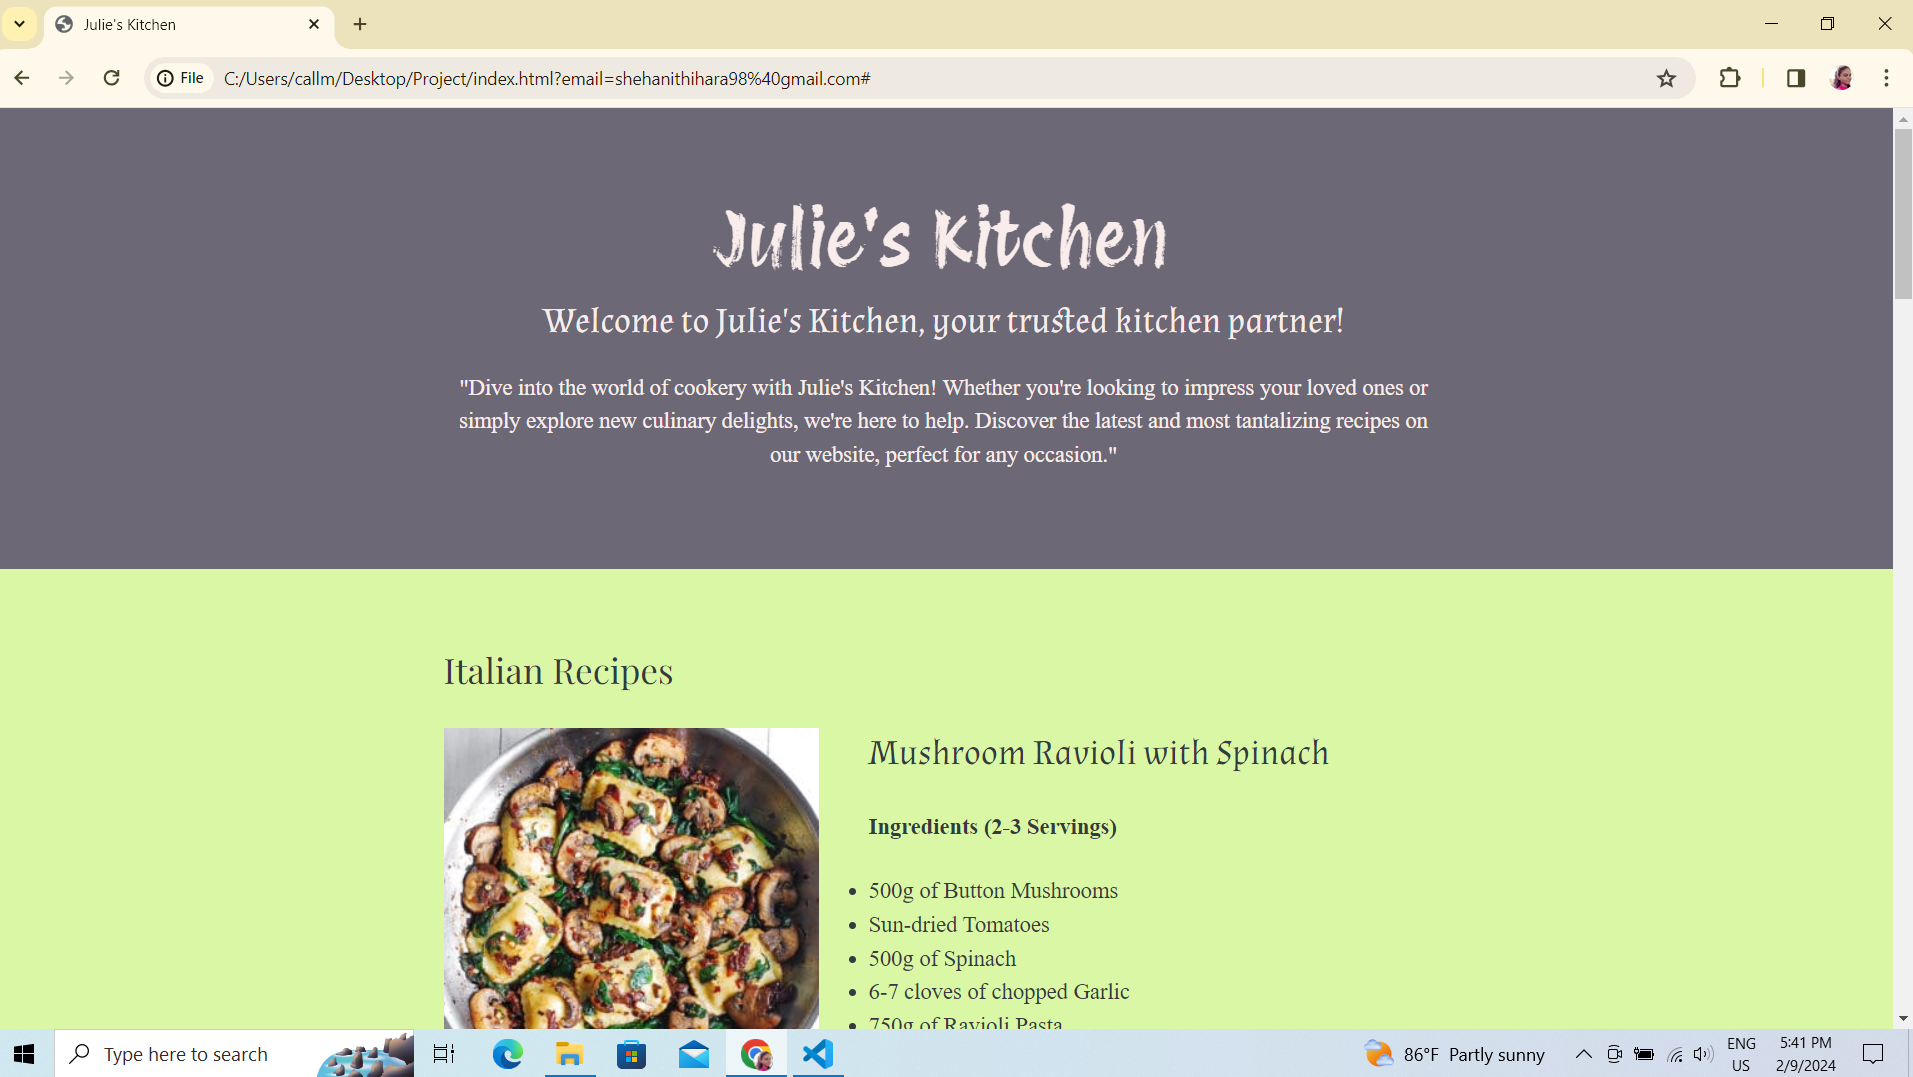 Julie's Kitchen
File
C:/Users/callm/Desktop/Project/index.html?email=shehanithihara98%40gmail.com#
Julie's Kitchen
Welcome to Julie's Kitchen, your trusted kitchen partner!
"Dive into the world of cookery with Julie's Kitchen! Whether you're looking to impress your loved ones or
simply explore new culinary delights, we're here to help. Discover the latest and most tantalizing recipes on
our website, perfect for any occasion."
Italian Recipes
Mushroom Ravioli with Spinach
Ingredients (2-3 Servings)
• 500g of Button Mushrooms
• Sun-dried Tomatoes
• 500g of Spinach
• 6-7 cloves of chopped Garlic
• 750g of Ravioli Pasta
Type here to search
86°F Partly sunny
ENG
US
5:41 PM
2/9/2024